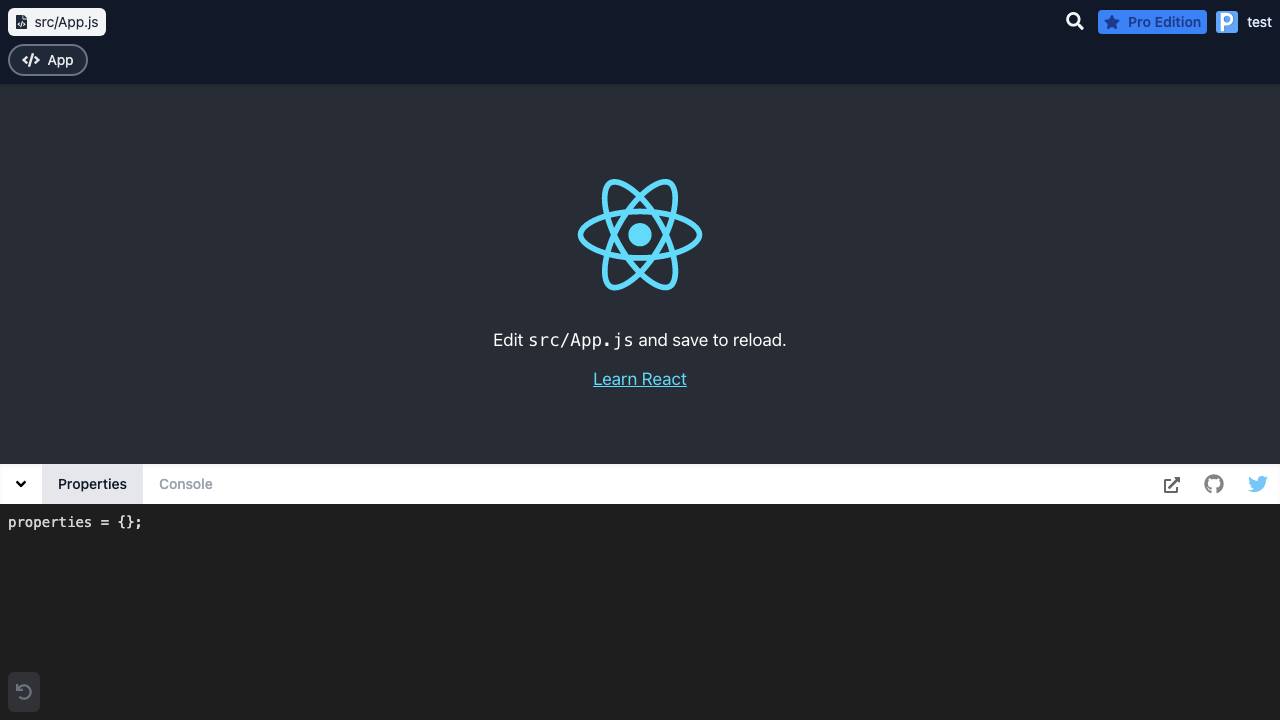 src/App.js
Pro Edition
test
App
Edit src/App.js and save to reload.
Learn React
Properties
Console
properties = {};